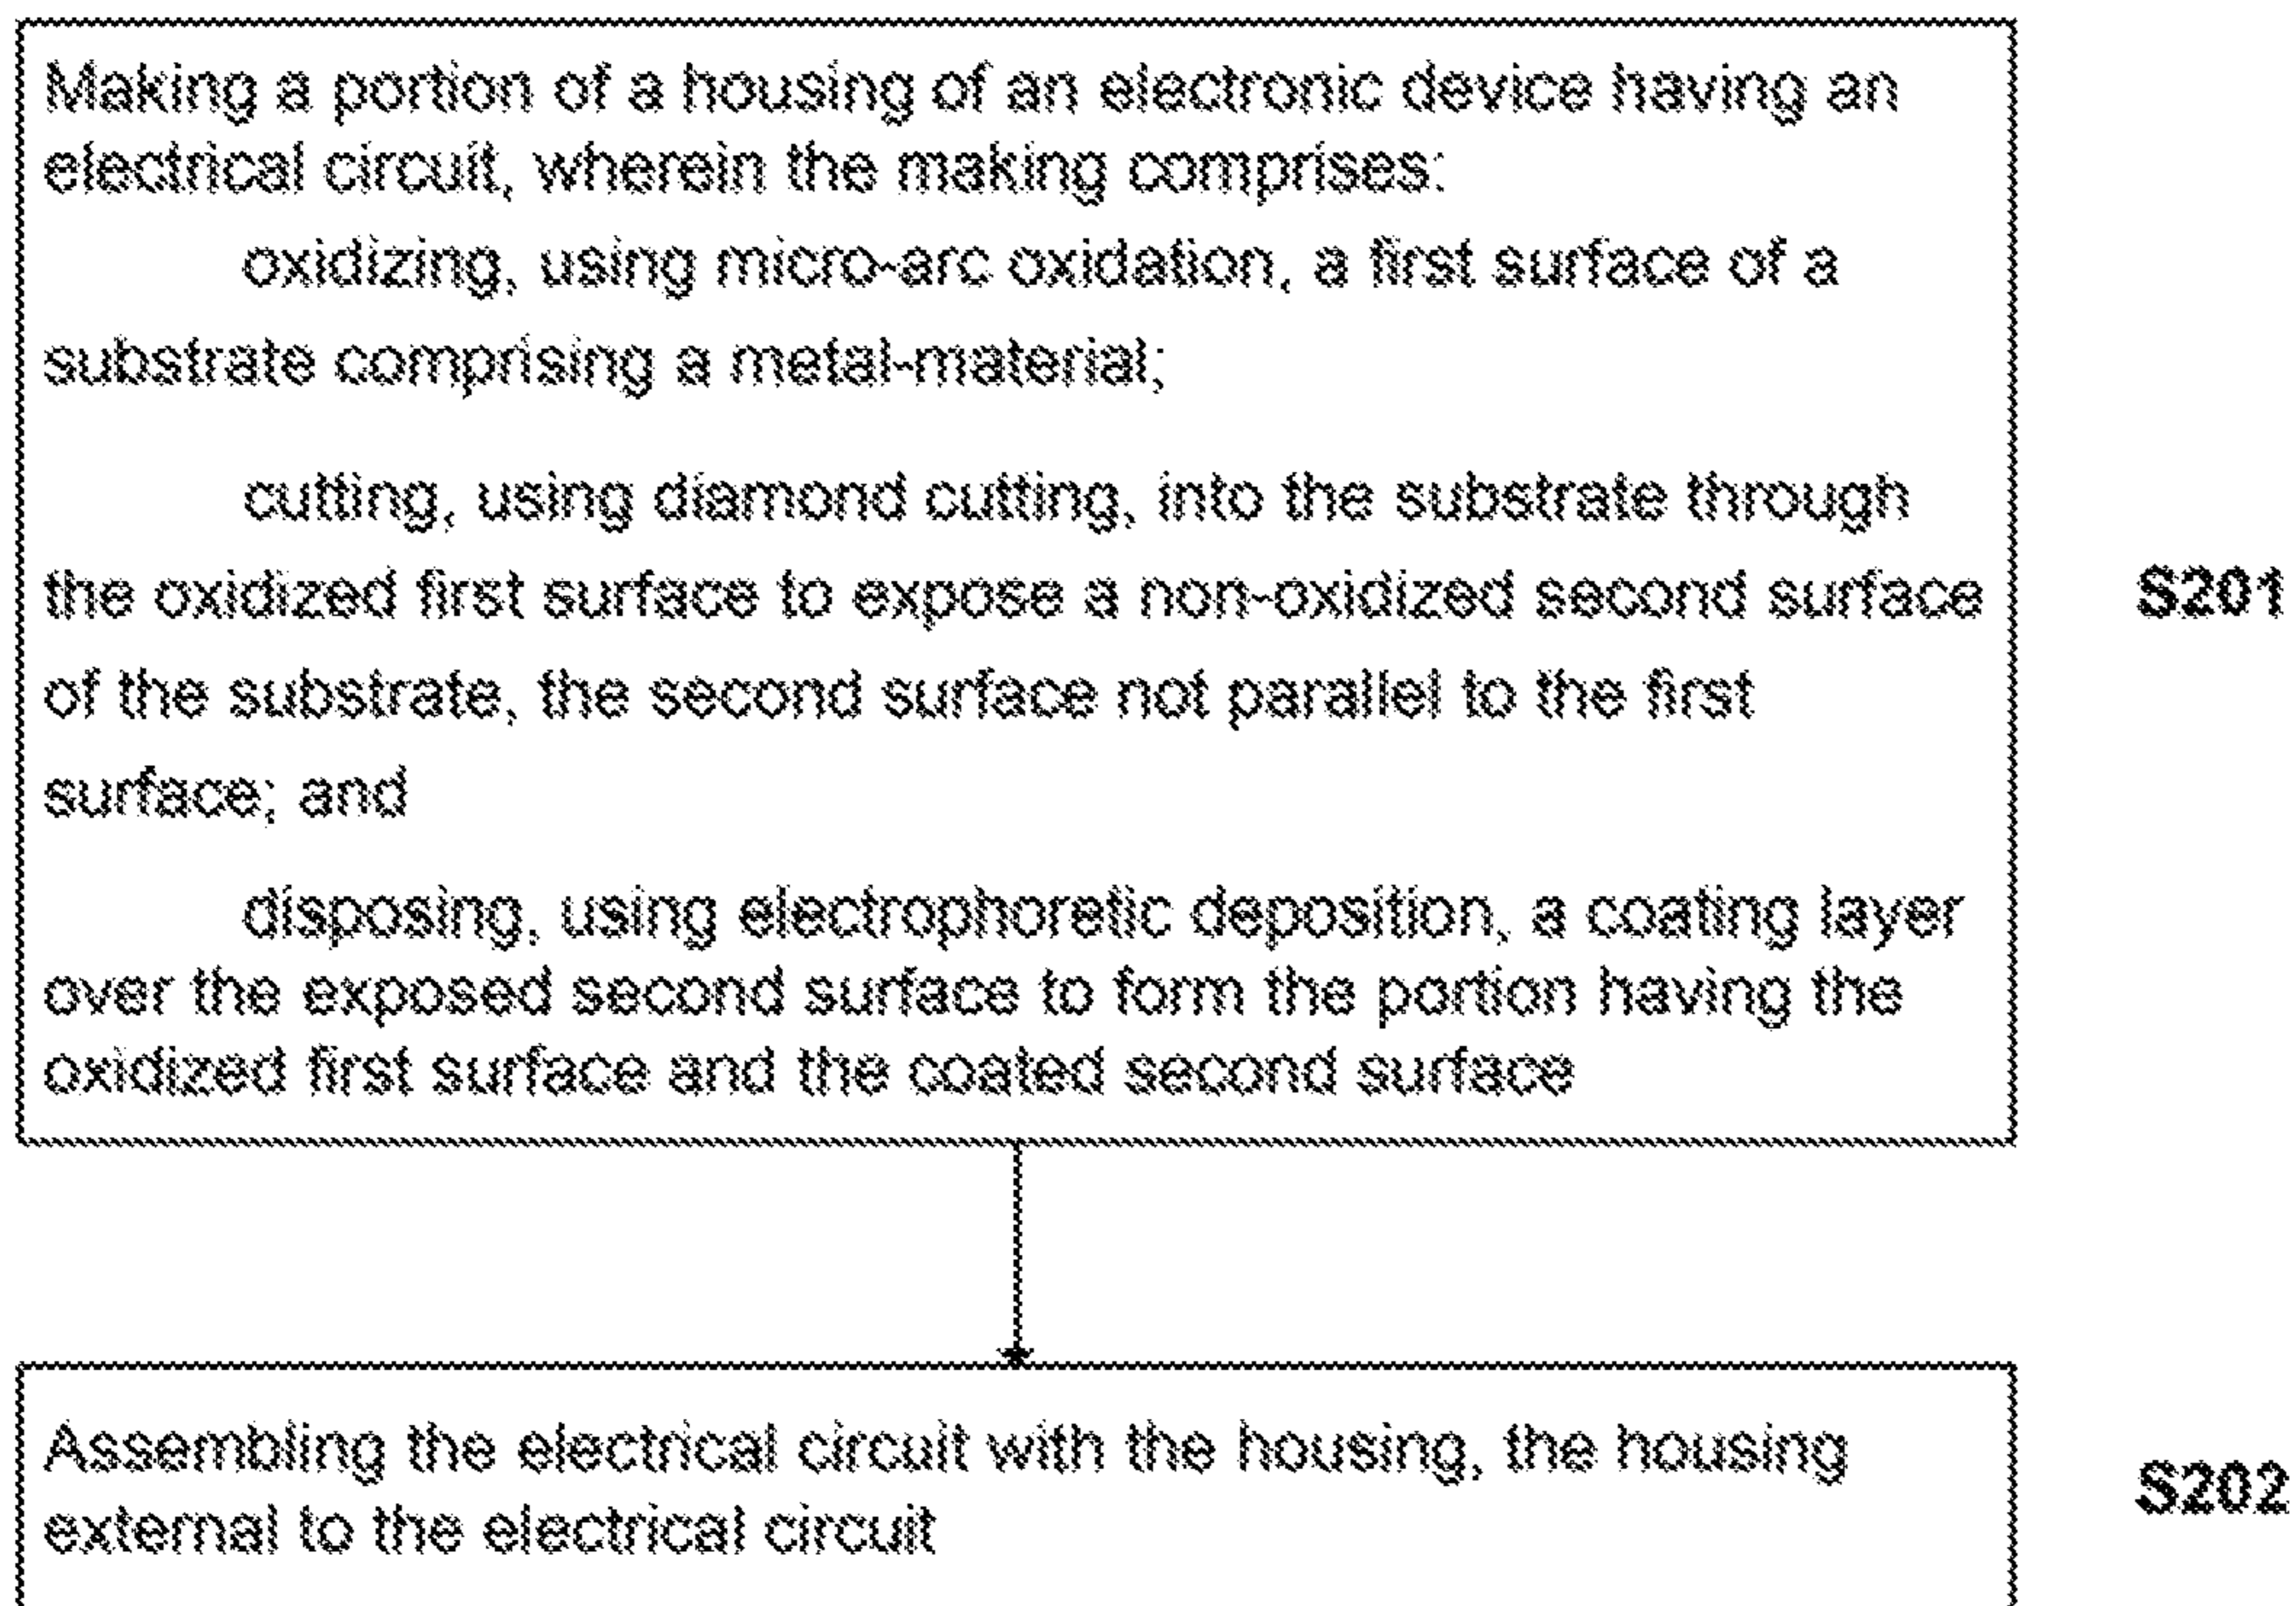 Making a portion of a housing of an electronic device having an
electrical circuit, wherein the making comprises:
oxidizing, using micro-arc oxidation, a first surface of a
substrate comprising a metal-material;
cutting, using diamond cutting, into the substrate through
the oxidized first surface to expose a non-oxidized second surface
S201
of the substrate, the second surface not parallel to the first
surface; and
disposing, using electrophoretic deposition, a coating layer
over the exposed second surface to form the portion having the
oxidized first surface and the coated second surface
Assembling the electrical circuit with the housing, the housing
external to the electrical circuit
S202